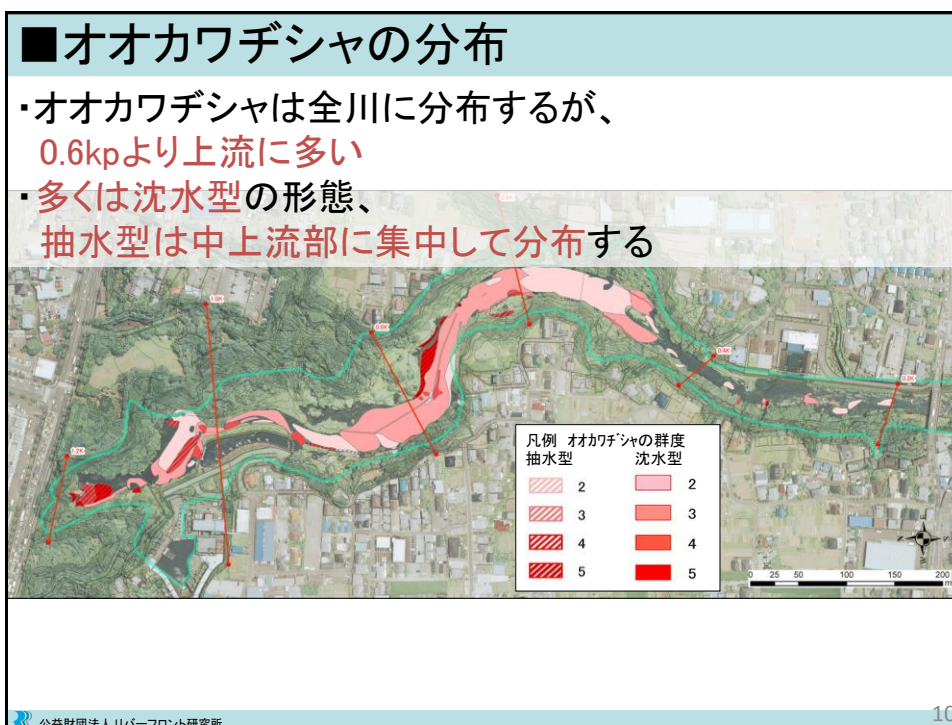 ■オオカワヂシャの分布
・オオカワヂシャは全川に分布するが、
0.6kpより上流に多い
・多くは沈水型の形態、
抽水型は中上流部に集中して分布する
1.0K
0.8K
0.4K
1.2K
凡例 オオカワヂシャの群度
抽水型 沈水型
2 2
3 3
4 4
5 5
0 25 50 100 150 200
m
公益財団法人リバーフロント研究所
10